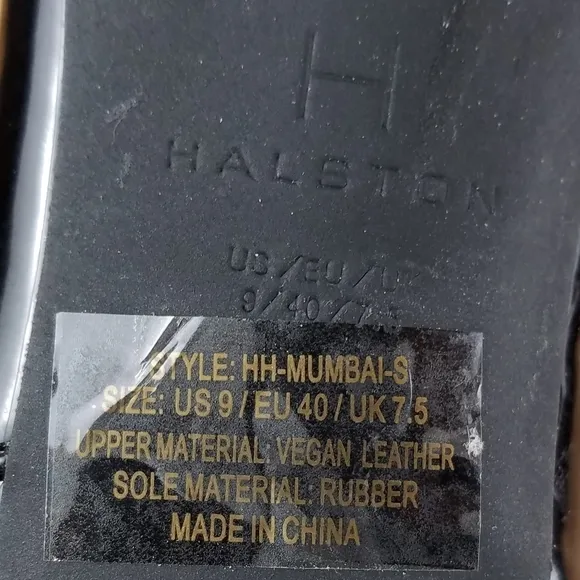 H
HALSTON
US/EU/U
9/40/7.5
STYLE: HH-MUMBAI-S
SIZE: US 9 / EU 40 / UK 7.5
UPPER MATERIAL: VEGAN LEATHER
SOLE MATERIAL: RUBBER
MADE IN CHINA